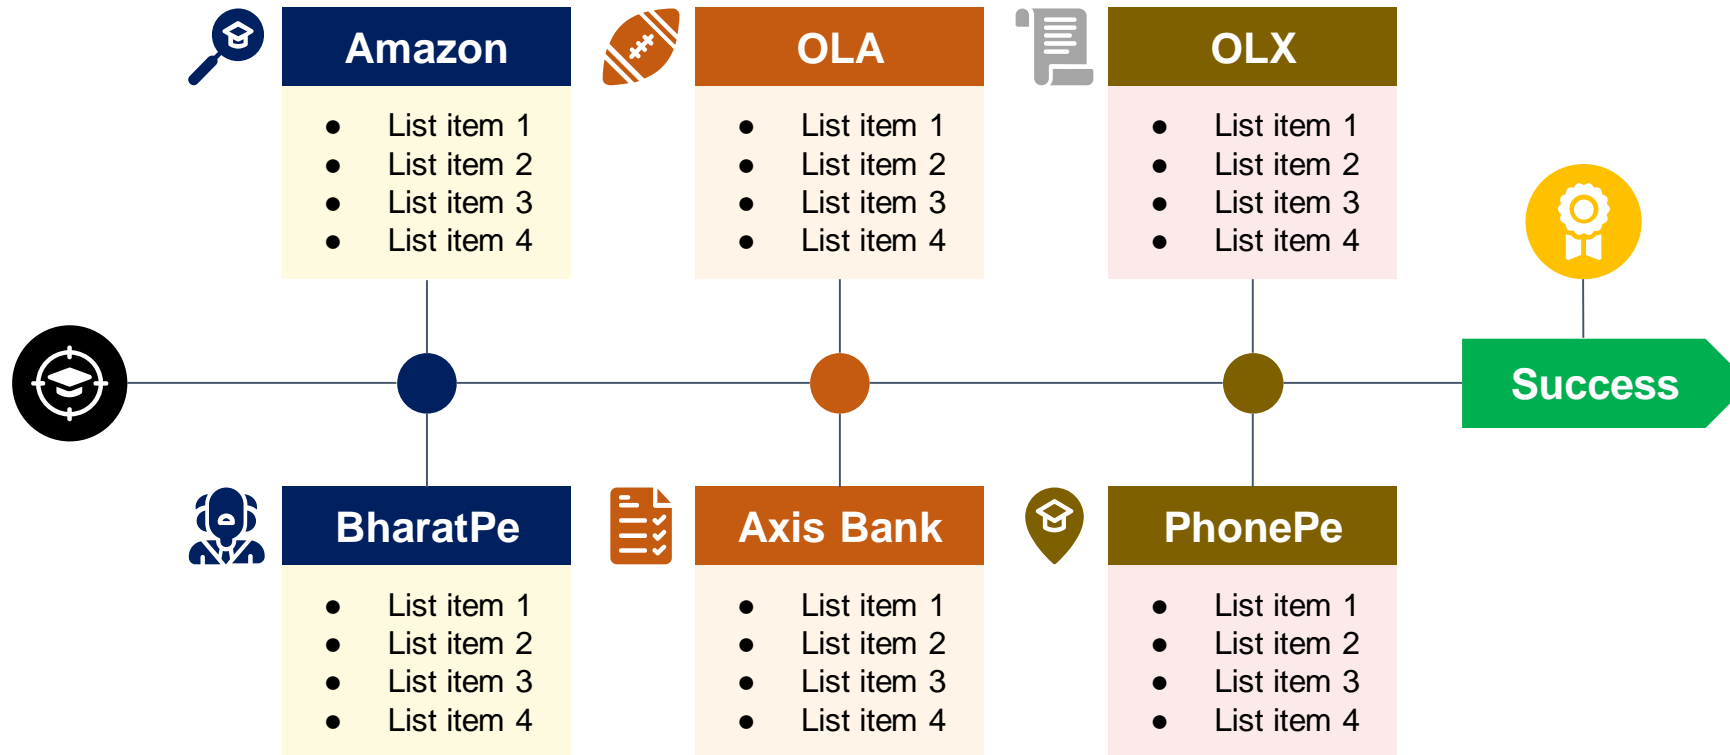 Amazon
● List item 1
● List item 2
● List item 3
● List item 4
OLA
● List item 1
● List item 2
● List item 3
● List item 4
OLX
● List item 1
● List item 2
● List item 3
● List item 4
Success
BharatPe
● List item 1
● List item 2
● List item 3
● List item 4
Axis Bank
● List item 1
● List item 2
● List item 3
● List item 4
PhonePe
● List item 1
● List item 2
● List item 3
● List item 4